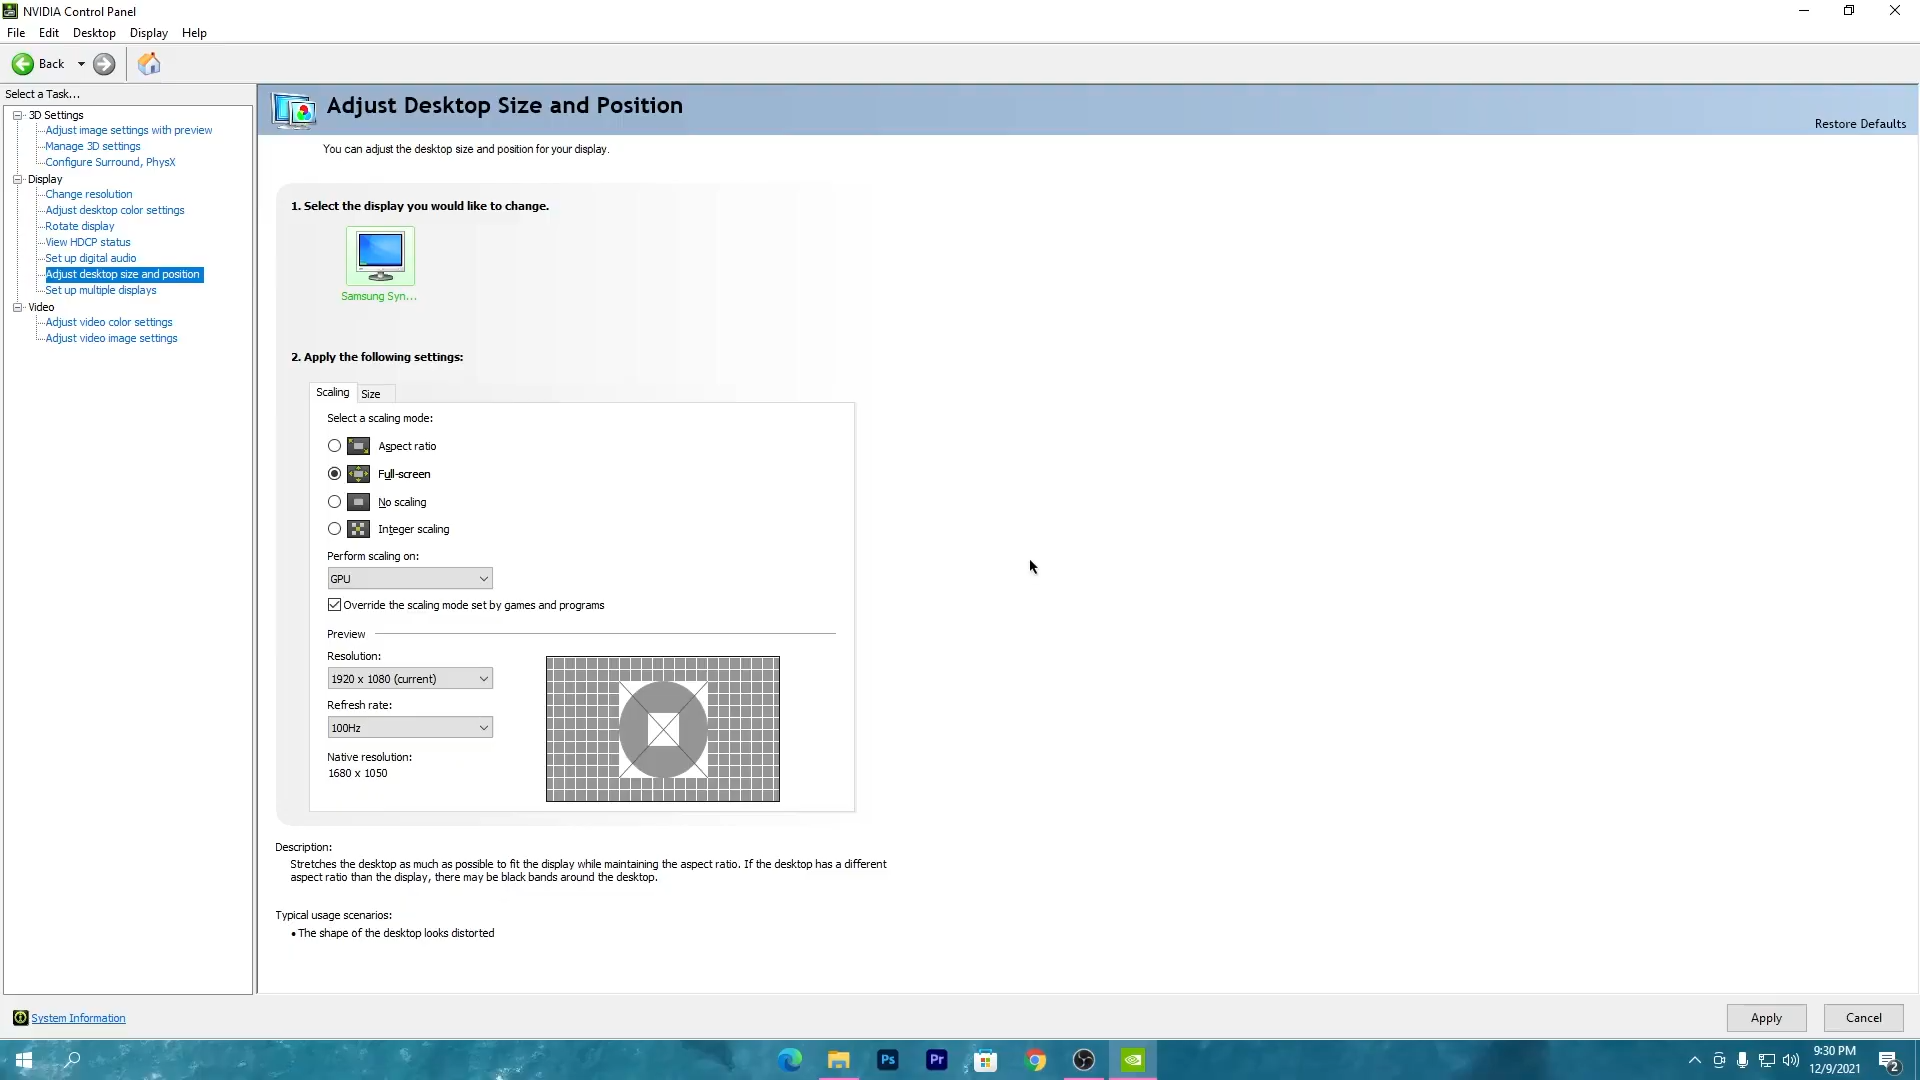 NVIDIA Control Panel
File Edit Desktop Display Help
Back
Select a Task...
3D Settings
Adjust image settings with preview
Manage 3D settings
Configure Surround, PhysX
Display
Change resolution
Adjust desktop color settings
Rotate display
View HDCP status
Set up digital audio
Adjust desktop size and position
Set up multiple displays
Video
Adjust video color settings
Adjust video image settings
Adjust Desktop Size and Position
Restore Defaults
You can adjust the desktop size and position for your display.
1. Select the display you would like to change.
Samsung Syn...
2. Apply the following settings:
Scaling Size
Select a scaling mode:
Aspect ratio
Full-screen
No scaling
Integer scaling
Perform scaling on:
GPU
Override the scaling mode set by games and programs
Preview
Resolution:
1920 x 1080 (current)
Refresh rate:
100Hz
Native resolution:
1680 x 1050
Description:
Stretches the desktop as much as possible to fit the display while maintaining the aspect ratio. If the desktop has a different
aspect ratio than the display, there may be black bands around the desktop.
Typical usage scenarios:
• The shape of the desktop looks distorted
System Information
Apply Cancel
Ps Pr
9:30 PM
12/9/2021
2